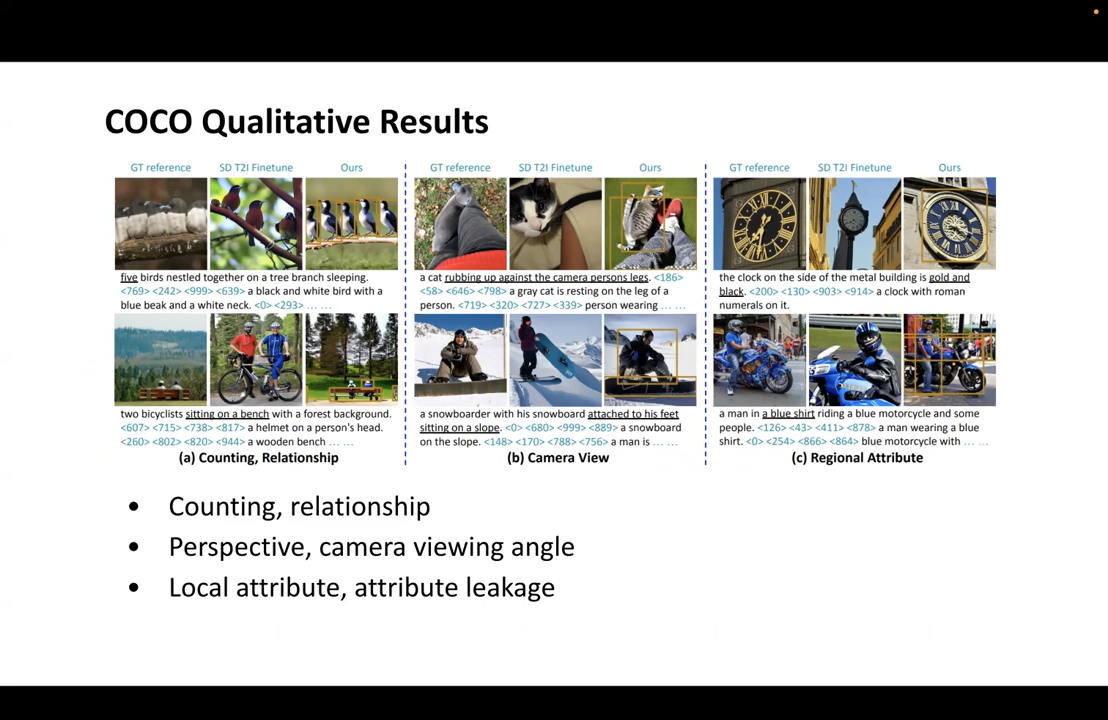 COCO Qualitative Results
GT reference SD T2I Finetune Ours
five birds nestled together on a tree branch sleeping.
<769> <242> <999> <639> a black and white bird with a
blue beak and a white neck. <0> <293> ... ...
two bicyclists sitting on a bench with a forest background.
<607> <715> <738> <817> a helmet on a person's head.
<260> <802> <820> <944> a wooden bench ... ...
(a) Counting, Relationship
GT reference SD T2I Finetune Ours
a cat rubbing up against the camera persons legs. <186>
<58> <646> <798> a gray cat is resting on the leg of a
person. <719> <320> <727> <339> person wearing ... ...
a snowboarder with his snowboard attached to his feet
sitting on a slope. <0> <680> <999> <889> a snowboard
on the slope. <148> <170> <788> <756> a man is ... ...
(b) Camera View
GT reference SD T2I Finetune Ours
the clock on the side of the metal building is gold and
black. <200> <130> <903> <914> a clock with roman
numerals on it.
a man in a blue shirt riding a blue motorcycle and some
people. <126> <43> <411> <878> a man wearing a blue
shirt. <0> <254> <866> <864> blue motorcycle with ... ...
(c) Regional Attribute
• Counting, relationship
• Perspective, camera viewing angle
• Local attribute, attribute leakage